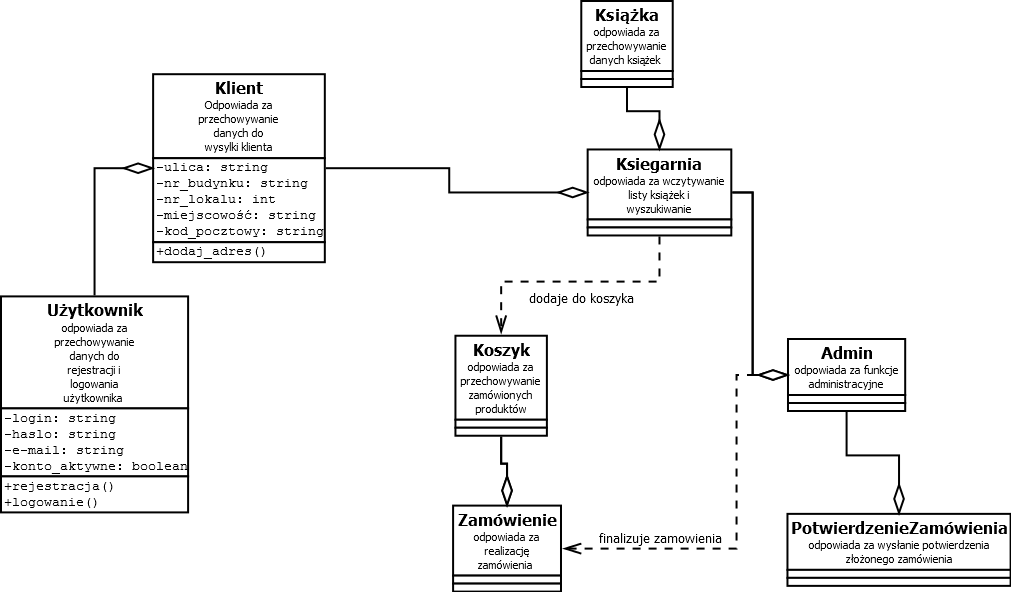 Książka
odpowiada za
przechowywanie
danych książek
Klient
Odpowiada za
przechowywanie
danych do
wysylki klienta
-ulica: string
-nr_budynku: string
-nr_lokalu: int
-miejscowość: string
-kod_pocztowy: string
+dodaj_adres()
Ksiegarnia
odpowiada za wczytywanie
listy książek i
wyszukiwanie
dodaje do koszyka
Użytkownik
odpowiada za
przechowywanie
danych do
rejestracji i
logowania
użytkownika
-login: string
-haslo: string
-e-mail: string
-konto_aktywne: boolean
+rejestracja()
+logowanie()
Koszyk
odpowiada za
przechowywanie
zamówionych
produktów
Admin
odpowiada za funkcje
administracyjne
Zamówienie
odpowiada za
realizację
zamówienia
finalizuje zamowienia
PotwierdzenieZamówienia
odpowiada za wysłanie potwierdzenia
złożonego zamówienia